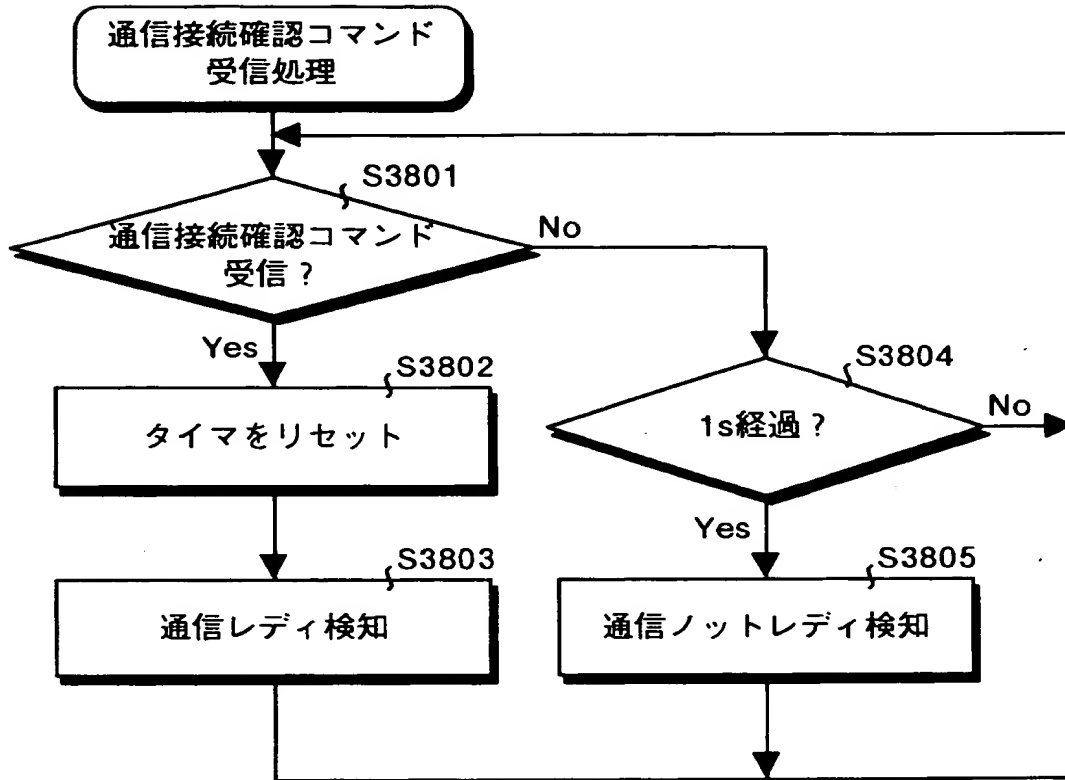 通信接続確認コマンド
受信処理
S3801
通信接続確認コマンド
受信?
No
Yes
S3802
タイマをリセット
S3803
通信レディ検知
S3804
1s経過?
No
Yes
S3805
通信ノットレディ検知